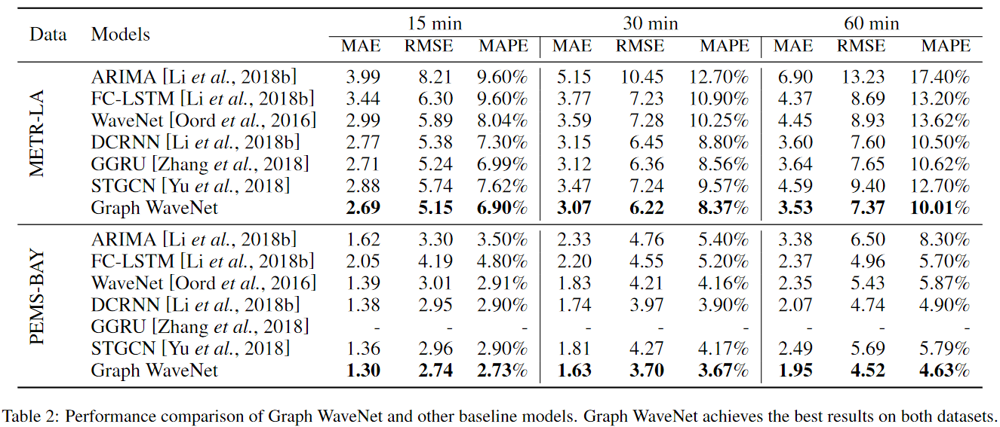 Data Models 15 min 30 min 60 min
MAE RMSE MAPE MAE RMSE MAPE MAE RMSE MAPE
METR-LA
ARIMA [Li et al., 2018b] 3.99 8.21 9.60% 5.15 10.45 12.70% 6.90 13.23 17.40%
FC-LSTM [Li et al., 2018b] 3.44 6.30 9.60% 3.77 7.23 10.90% 4.37 8.69 13.20%
WaveNet [Oord et al., 2016] 2.99 5.89 8.04% 3.59 7.28 10.25% 4.45 8.93 13.62%
DCRNN [Li et al., 2018b] 2.77 5.38 7.30% 3.15 6.45 8.80% 3.60 7.60 10.50%
GGRU [Zhang et al., 2018] 2.71 5.24 6.99% 3.12 6.36 8.56% 3.64 7.65 10.62%
STGCN [Yu et al., 2018] 2.88 5.74 7.62% 3.47 7.24 9.57% 4.59 9.40 12.70%
Graph WaveNet 2.69 5.15 6.90% 3.07 6.22 8.37% 3.53 7.37 10.01%
PEMS-BAY
ARIMA [Li et al., 2018b] 1.62 3.30 3.50% 2.33 4.76 5.40% 3.38 6.50 8.30%
FC-LSTM [Li et al., 2018b] 2.05 4.19 4.80% 2.20 4.55 5.20% 2.37 4.96 5.70%
WaveNet [Oord et al., 2016] 1.39 3.01 2.91% 1.83 4.21 4.16% 2.35 5.43 5.87%
DCRNN [Li et al., 2018b] 1.38 2.95 2.90% 1.74 3.97 3.90% 2.07 4.74 4.90%
GGRU [Zhang et al., 2018] - - - - - - - - -
STGCN [Yu et al., 2018] 1.36 2.96 2.90% 1.81 4.27 4.17% 2.49 5.69 5.79%
Graph WaveNet 1.30 2.74 2.73% 1.63 3.70 3.67% 1.95 4.52 4.63%
Table 2: Performance comparison of Graph WaveNet and other baseline models. Graph WaveNet achieves the best results on both datasets.